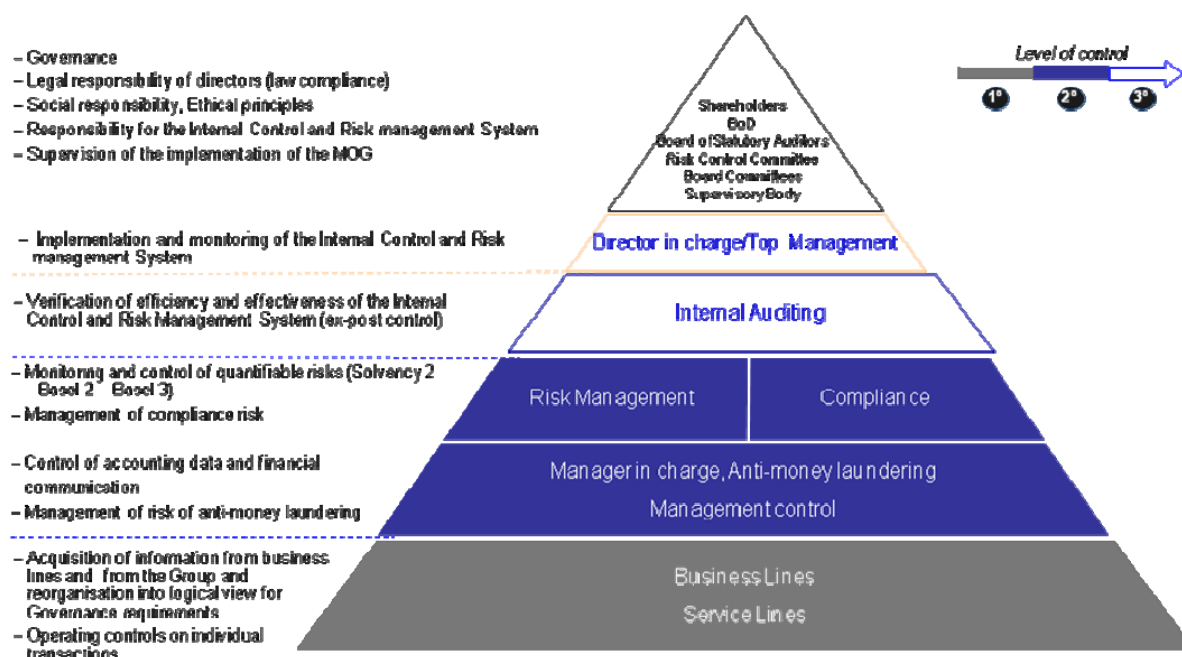 – Governance
– Legal responsibility of directors (law compliance)
– Social responsibility, Ethical principles
– Responsibility for the Internal Control and Risk management System
– Supervision of the implementation of the MOG
Level of control
1° 2° 3°
Shareholders
BoD
Board of Statutory Auditors
Risk Control Committee
Board Committees
Supervisory Body
– Implementation and monitoring of the Internal Control and Risk
management System
Director in charge/Top Management
– Verification of efficiency and effectiveness of the Internal
Control and Risk Management System (ex-post control)
Internal Auditing
– Monitoring and control of quantifiable risks (Solvency 2
Basel 2 Basel 3)
– Management of compliance risk
Risk Management
Compliance
– Control of accounting data and financial
communication
– Management of risk of anti-money laundering
Manager in charge, Anti-money laundering
Management control
– Acquisition of information from business
lines and from the Group and
reorganisation into logical view for
Governance requirements
– Operating controls on individual
transactions
Business Lines
Service Lines